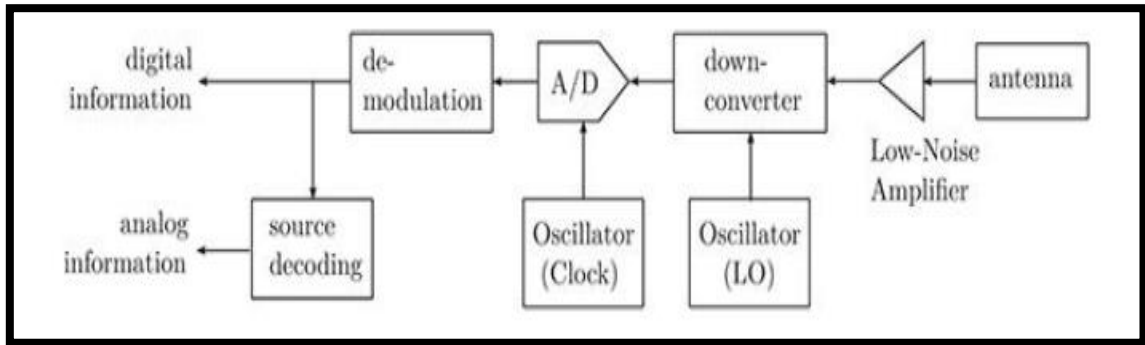 digital
information
de-
modulation
A/D
down-
converter
antenna
Low-Noise
Amplifier
analog
information
source
decoding
Oscillator
(Clock)
Oscillator
(LO)